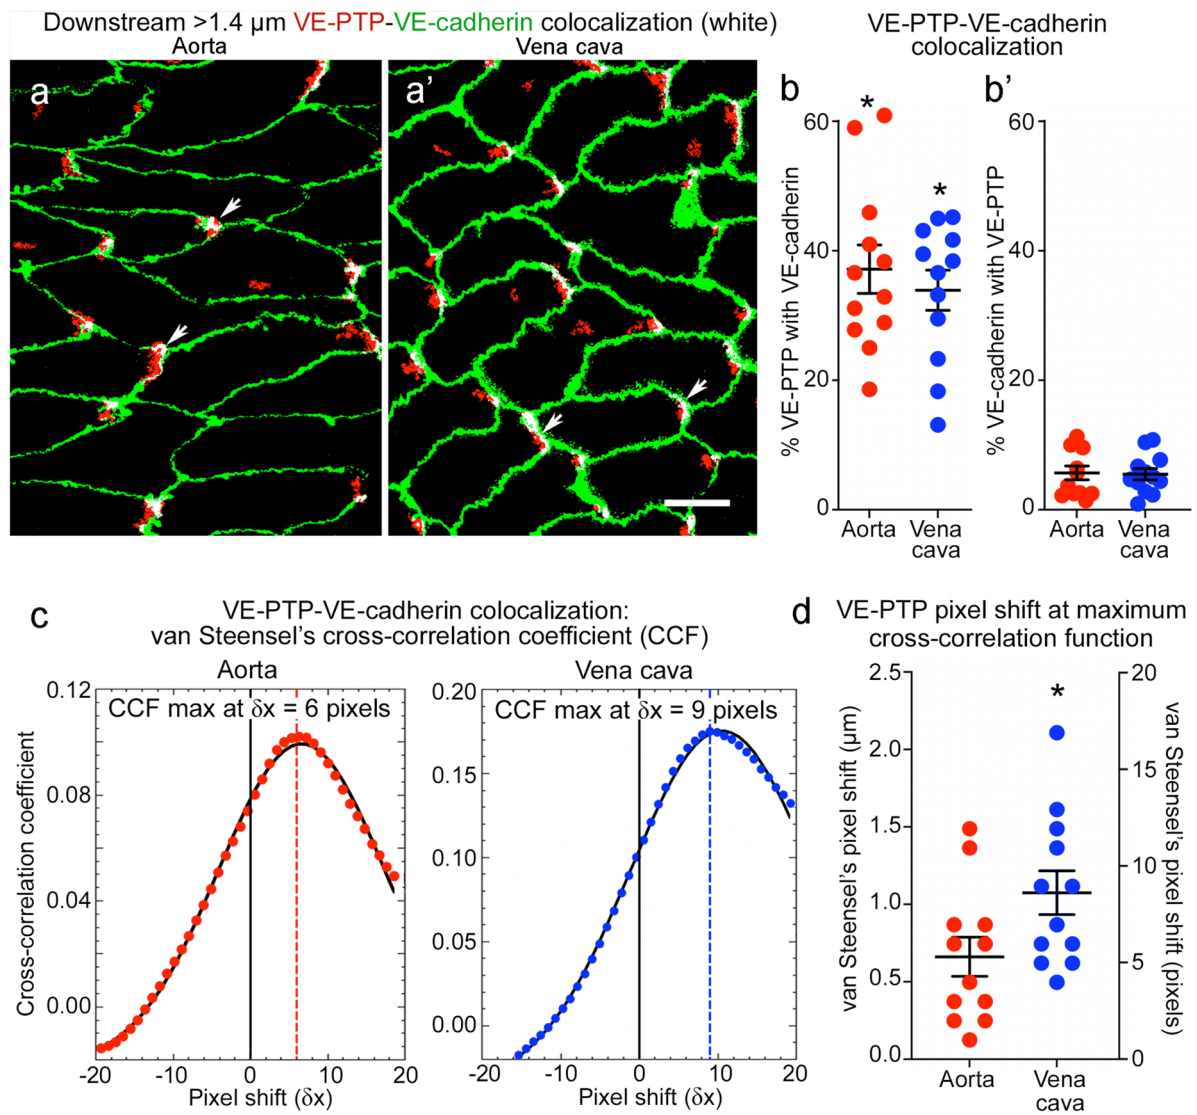 Downstream >1.4 µm VE-PTP-VE-cadherin colocalization (white)
Aorta
Vena cava
a
a’
VE-PTP-VE-cadherin
colocalization
b
b’
*
*
% VE-PTP with VE-cadherin
60
40
20
0
Aorta
Vena
cava
% VE-cadherin with VE-PTP
60
40
20
0
Aorta
Vena
cava
c
VE-PTP-VE-cadherin colocalization:
van Steensel’s cross-correlation coefficient (CCF)
Aorta
CCF max at δx = 6 pixels
Cross-correlation coefficient
0.12
0.08
0.04
0.00
-20
-10
0
10
20
Pixel shift (δx)
Vena cava
CCF max at δx = 9 pixels
0.20
0.15
0.10
0.05
0.00
-20
-10
0
10
20
Pixel shift (δx)
d
VE-PTP pixel shift at maximum
cross-correlation function
*
van Steensel’s pixel shift (µm)
2.5
2.0
1.5
1.0
0.5
0.0
Aorta
Vena
cava
20
15
10
5
0
van Steensel’s pixel shift (pixels)